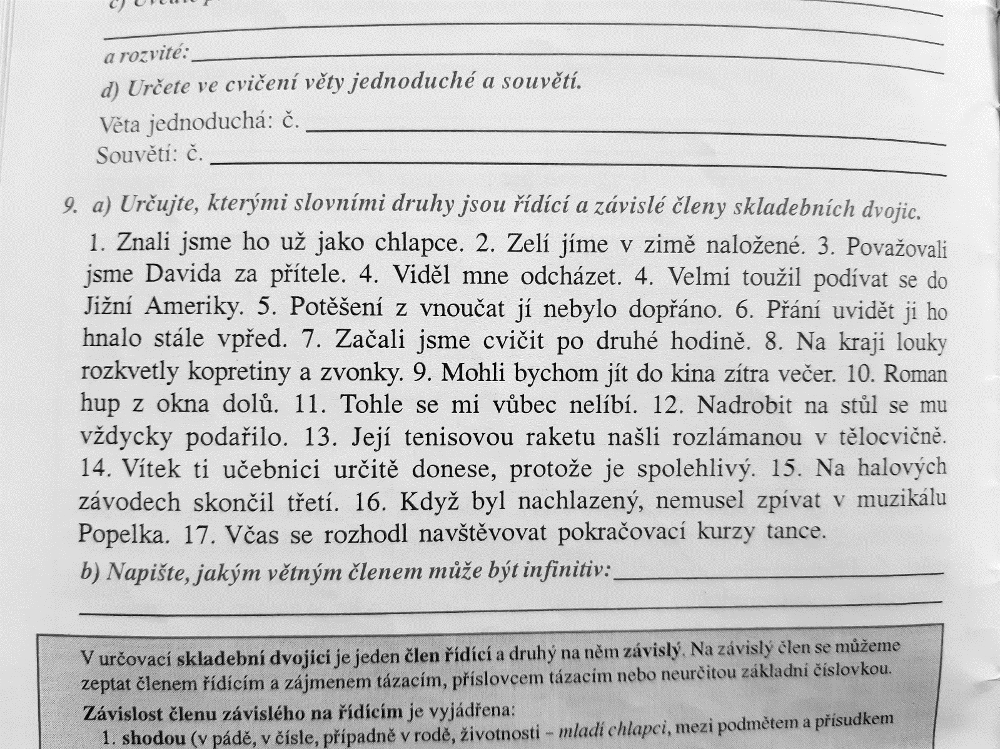 c) Uveďte
a rozvité:
d) Určete ve cvičení věty jednoduché a souvětí.
Věta jednoduchá: č.
Souvětí: č.
9. a) Určujte, kterými slovními druhy jsou řídící a závislé členy skladebních dvojic.
1. Znali jsme ho už jako chlapce. 2. Zelí jíme v zimě naložené. 3. Považovali
jsme Davida za přítele. 4. Viděl mne odcházet. 4. Velmi toužil podívat se do
Jižní Ameriky. 5. Potěšení z vnoučat jí nebylo dopřáno. 6. Přání uvidět ji ho
hnalo stále vpřed. 7. Začali jsme cvičit po druhé hodině. 8. Na kraji louky
rozkvetly kopretiny a zvonky. 9. Mohli bychom jít do kina zítra večer. 10. Roman
hup z okna dolů. 11. Tohle se mi vůbec nelíbí. 12. Nadrobit na stůl se mu
vždycky podařilo. 13. Její tenisovou raketu našli rozlámanou v tělocvičně.
14. Vítek ti učebnici určitě donese, protože je spolehlivý. 15. Na halových
závodech skončil třetí. 16. Když byl nachlazený, nemusel zpívat v muzikálu
Popelka. 17. Včas se rozhodl navštěvovat pokračovací kurzy tance.
b) Napište, jakým větným členem může být infinitiv:
V určovací skladební dvojici je jeden člen řídící a druhý na něm závislý. Na závislý člen se můžeme
zeptat členem řídícím a zájmenem tázacím, příslovcem tázacím nebo neurčitou základní číslovkou.
Závislost členu závislého na řídícím je vyjádřena:
1. shodou (v pádě, v čísle, případně v rodě, životnosti – mladí chlapci, mezi podmětem a přísudkem